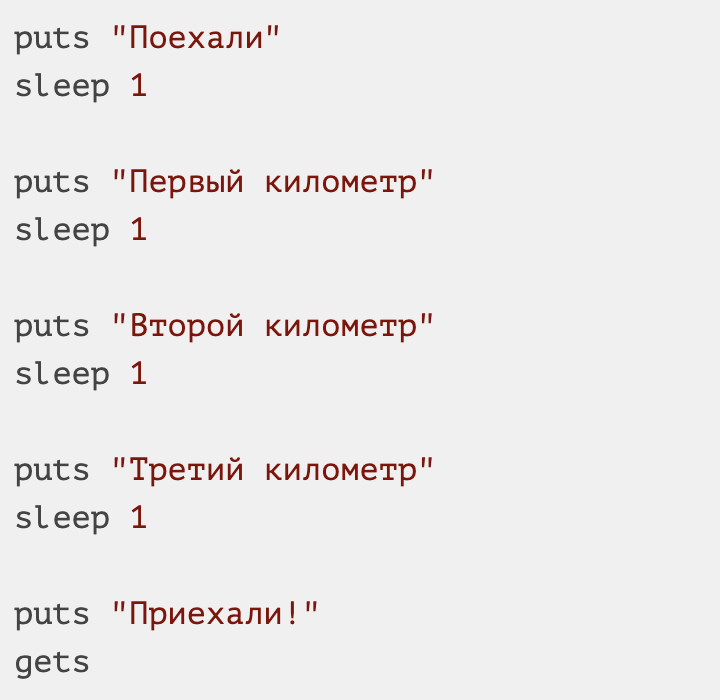 puts "Поехали"
sleep 1
puts "Первый километр"
sleep 1
puts "Второй километр"
sleep 1
puts "Третий километр"
sleep 1
puts "Приехали!"
gets